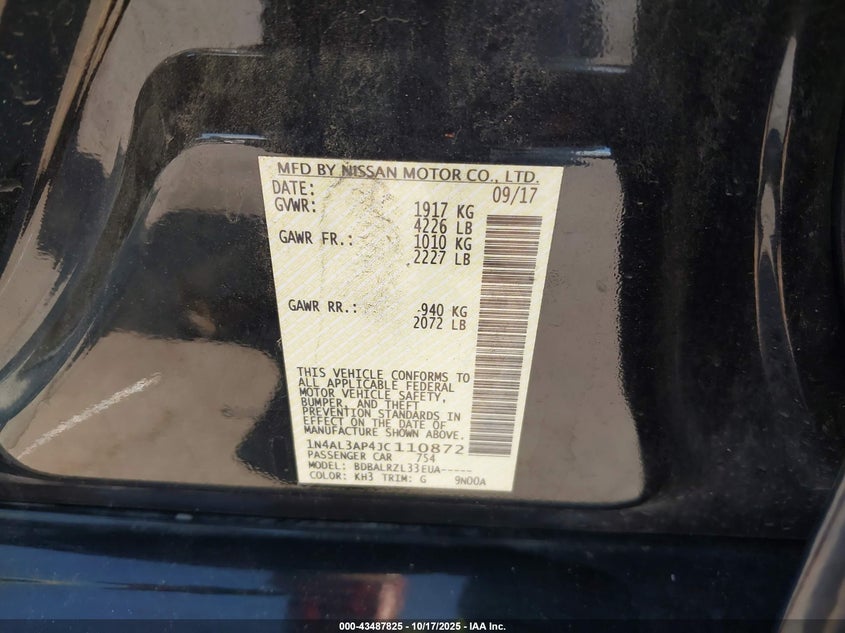 MFD BY NISSAN MOTOR CO., LTD.
DATE: 09/17
GVWR: 1917 KG
4226 LB
GAWR FR.: 1010 KG
2227 LB
GAWR RR.: 940 KG
2072 LB
THIS VEHICLE CONFORMS TO
ALL APPLICABLE FEDERAL
MOTOR VEHICLE SAFETY,
BUMPER, AND THEFT
PREVENTION STANDARDS IN
EFFECT ON THE DATE OF
MANUFACTURE SHOWN ABOVE.
1N4AL3AP4JC110872
PASSENGER CAR 754
MODEL: BDBALRZL33EUA-----
COLOR: KH3 TRIM: G 9N00A
000-43487825 - 10/17/2025 - IAA Inc.